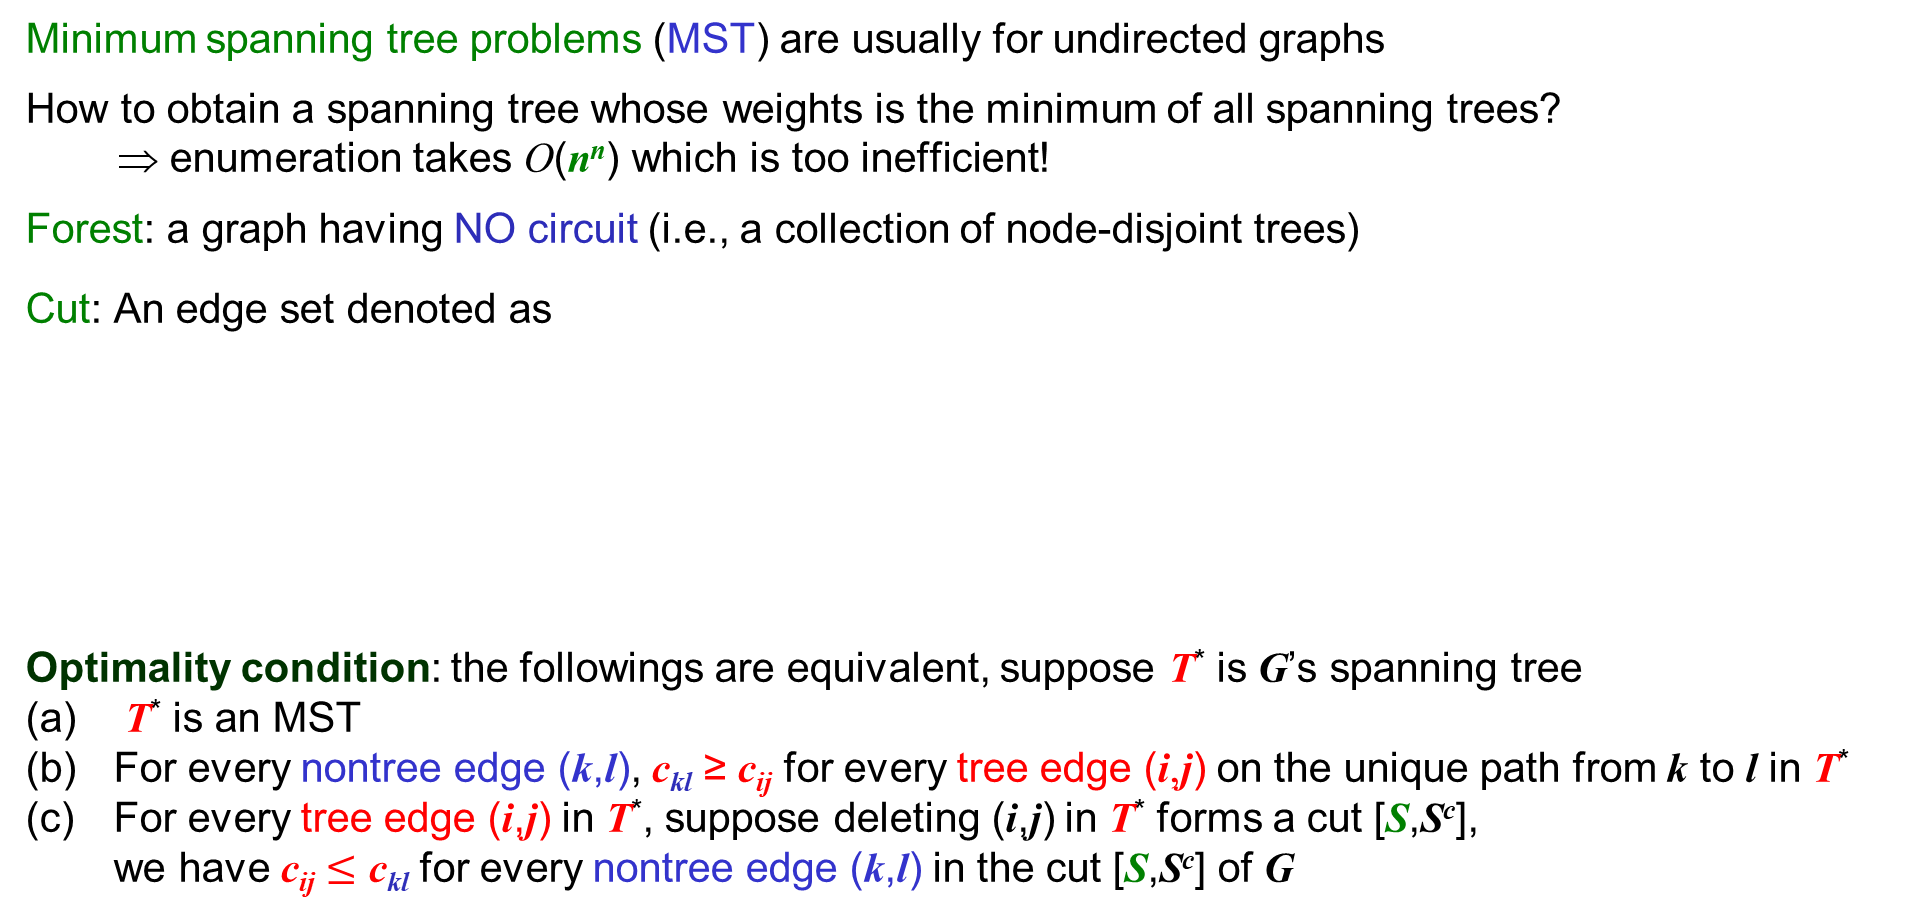 Minimum spanning tree problems (MST) are usually for undirected graphs
How to obtain a spanning tree whose weights is the minimum of all spanning trees?
⇒ enumeration takes O(nⁿ) which is too inefficient!
Forest: a graph having NO circuit (i.e., a collection of node-disjoint trees)
Cut: An edge set denoted as
Optimality condition: the followings are equivalent, suppose T* is G's spanning tree
(a) T* is an MST
(b) For every nontree edge (k,l), c_kl ≥ c_ij for every tree edge (i,j) on the unique path from k to l in T*
(c) For every tree edge (i,j) in T*, suppose deleting (i,j) in T* forms a cut [S,Sᶜ],
we have c_ij ≤ c_kl for every nontree edge (k,l) in the cut [S,Sᶜ] of G